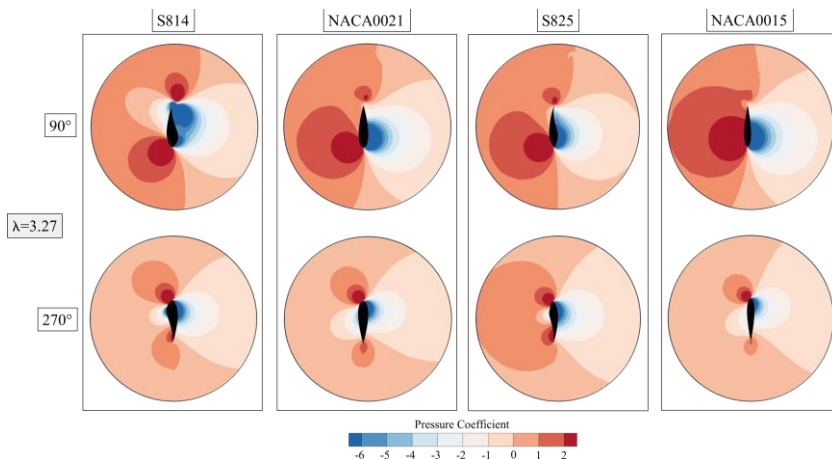 S814 NACA0021 S825 NACA0015
90°
λ=3.27
270°
Pressure Coefficient
-6 -5 -4 -3 -2 -1 0 1 2